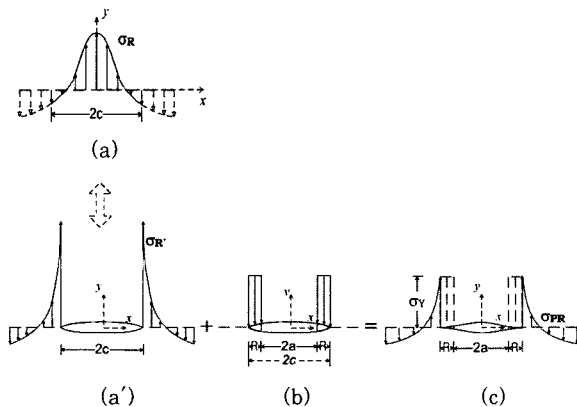 y
σR
x
2c
(a)
σR'
y
x
2c
(a′)
+
y
x
R 2a R
2c
(b)
=
σY
y
x
σPR
R 2a R
(c)